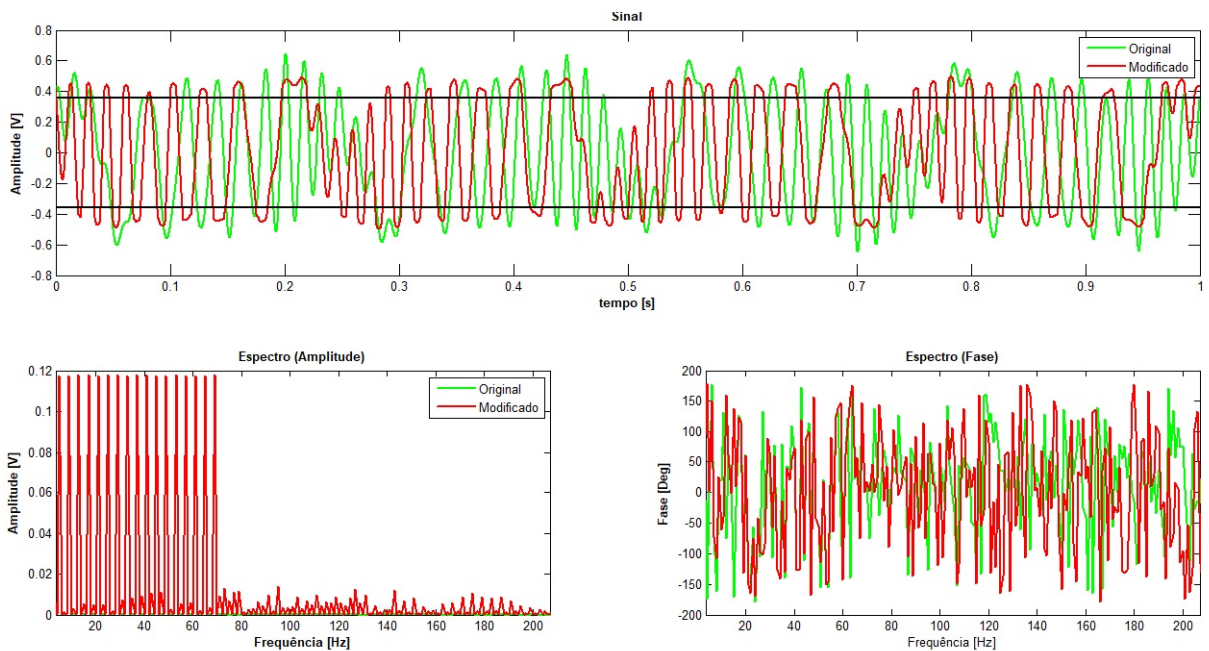 Sinal
Amplitude [V]
0.8
0.6
0.4
0.2
0
-0.2
-0.4
-0.6
-0.8
Original
Modificado
0 0.1 0.2 0.3 0.4 0.5 0.6 0.7 0.8 0.9 1
tempo [s]
Espectro (Amplitude)
Amplitude [V]
0.12
0.1
0.08
0.06
0.04
0.02
0
Original
Modificado
20 40 60 80 100 120 140 160 180 200
Frequência [Hz]
Espectro (Fase)
Fase [Deg]
200
150
100
50
0
-50
-100
-150
-200
20 40 60 80 100 120 140 160 180 200
Frequência [Hz]